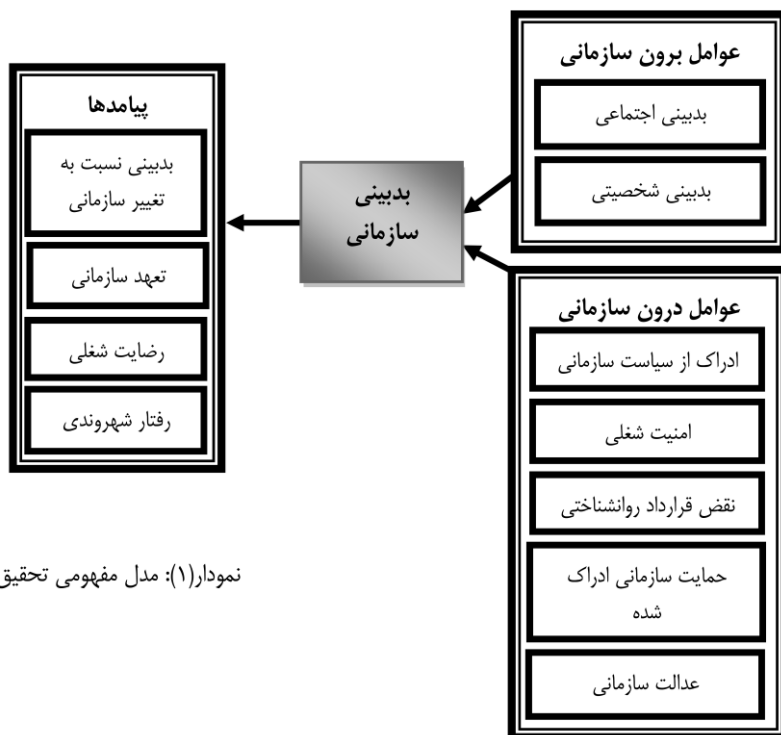 عوامل برون سازمانی
بدبینی اجتماعی
بدبینی شخصیتی
عوامل درون سازمانی
ادراک از سیاست سازمانی
امنیت شغلی
نقض قرارداد روانشناختی
حمایت سازمانی ادراک
شده
عدالت سازمانی
بدبینی
سازمانی
پیامدها
بدبینی نسبت به
تغییر سازمانی
تعهد سازمانی
رضایت شغلی
رفتار شهروندی
نمودار(۱): مدل مفهومی تحقیق